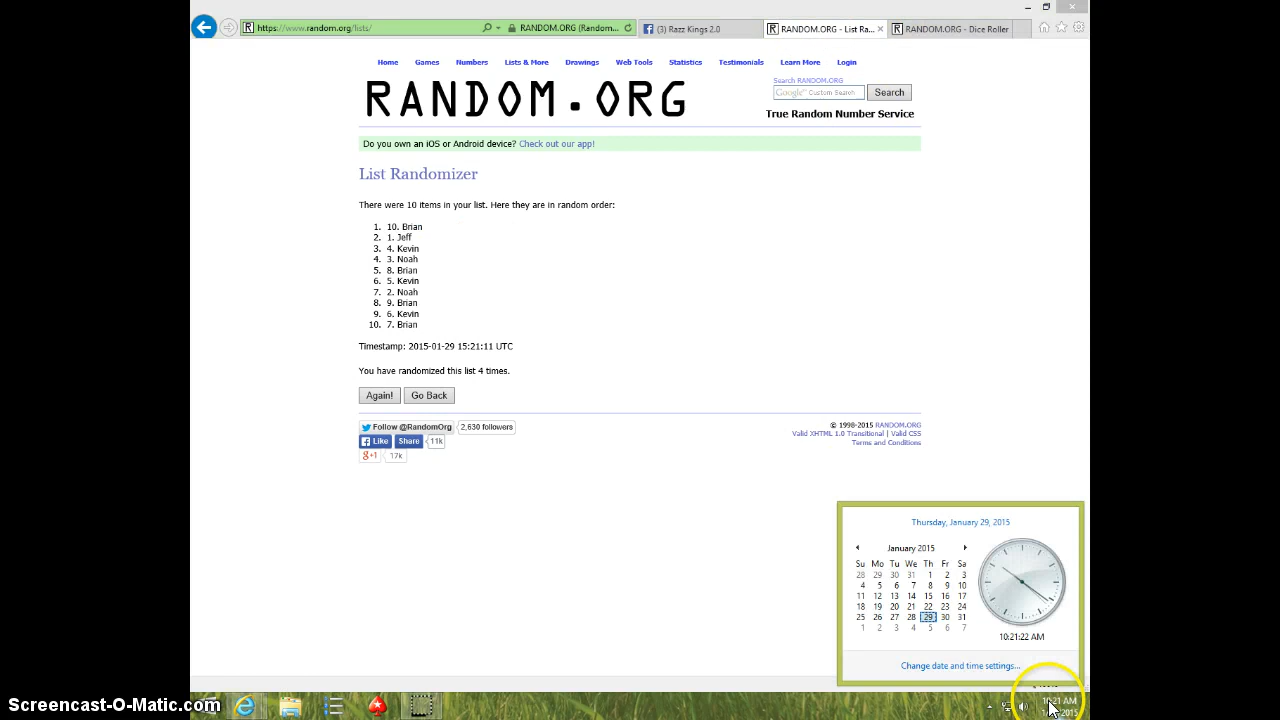 https://www.random.org/lists/
RANDOM.ORG (Random...
(3) Razz Kings 2.0
RANDOM.ORG - List Ra...
RANDOM.ORG - Dice Roller
Home Games Numbers Lists & More Drawings Web Tools Statistics Testimonials Learn More Login
RANDOM.ORG
Search RANDOM.ORG
Google™ Custom Search
Search
True Random Number Service
Do you own an iOS or Android device? Check out our app!
List Randomizer
There were 10 items in your list. Here they are in random order:
1. 10. Brian
2. 1. Jeff
3. 4. Kevin
4. 3. Noah
5. 8. Brian
6. 5. Kevin
7. 2. Noah
8. 9. Brian
9. 6. Kevin
10. 7. Brian
Timestamp: 2015-01-29 15:21:11 UTC
You have randomized this list 4 times.
Again! Go Back
Follow @RandomOrg 2,630 followers
Like Share 11k
g+1 17k
© 1998-2015 RANDOM.ORG
Valid XHTML 1.0 Transitional | Valid CSS
Terms and Conditions
Thursday, January 29, 2015
January 2015
Su Mo Tu We Th Fr Sa
28 29 30 31 1 2 3
4 5 6 7 8 9 10
11 12 13 14 15 16 17
18 19 20 21 22 23 24
25 26 27 28 29 30 31
1 2 3 4 5 6 7
10:21:22 AM
Change date and time settings...
10:21 AM
Screencast-O-Matic.com